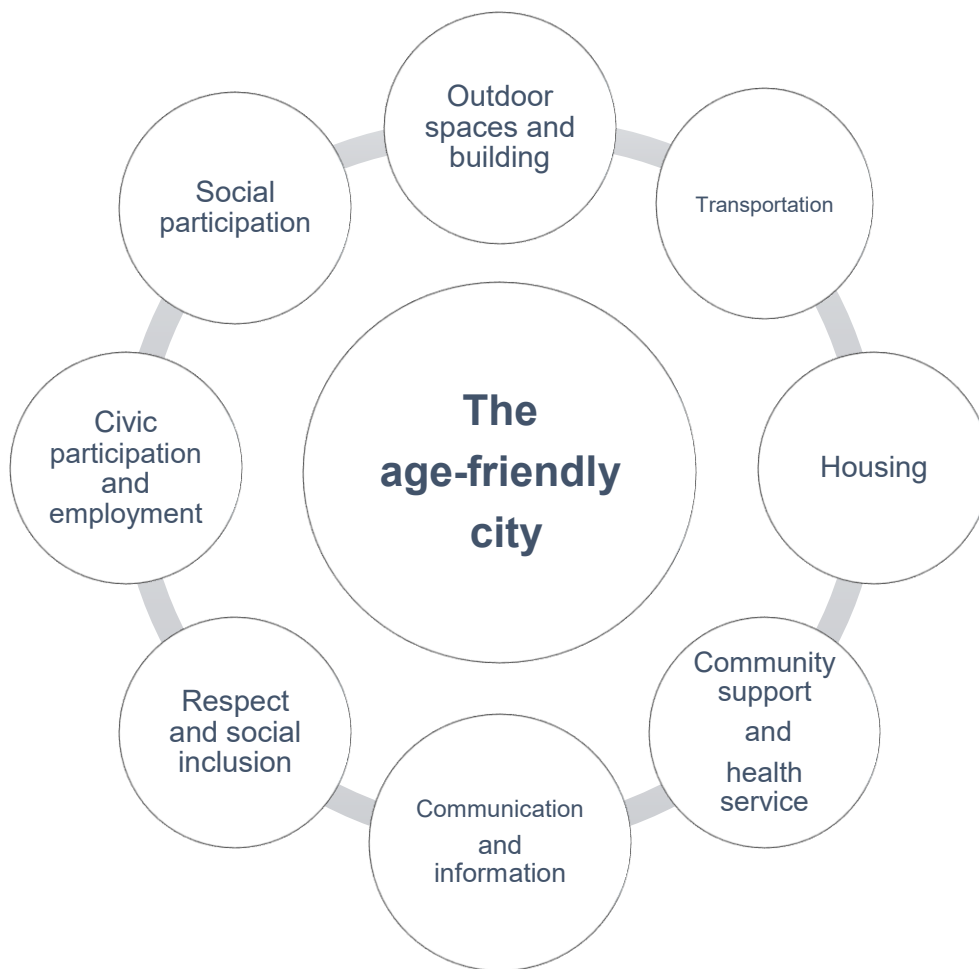 Outdoor
spaces and
building
Transportation
Housing
Community
support
and
health
service
Communication
and
information
Respect
and social
inclusion
Civic
participation
and
employment
Social
participation
The
age-friendly
city